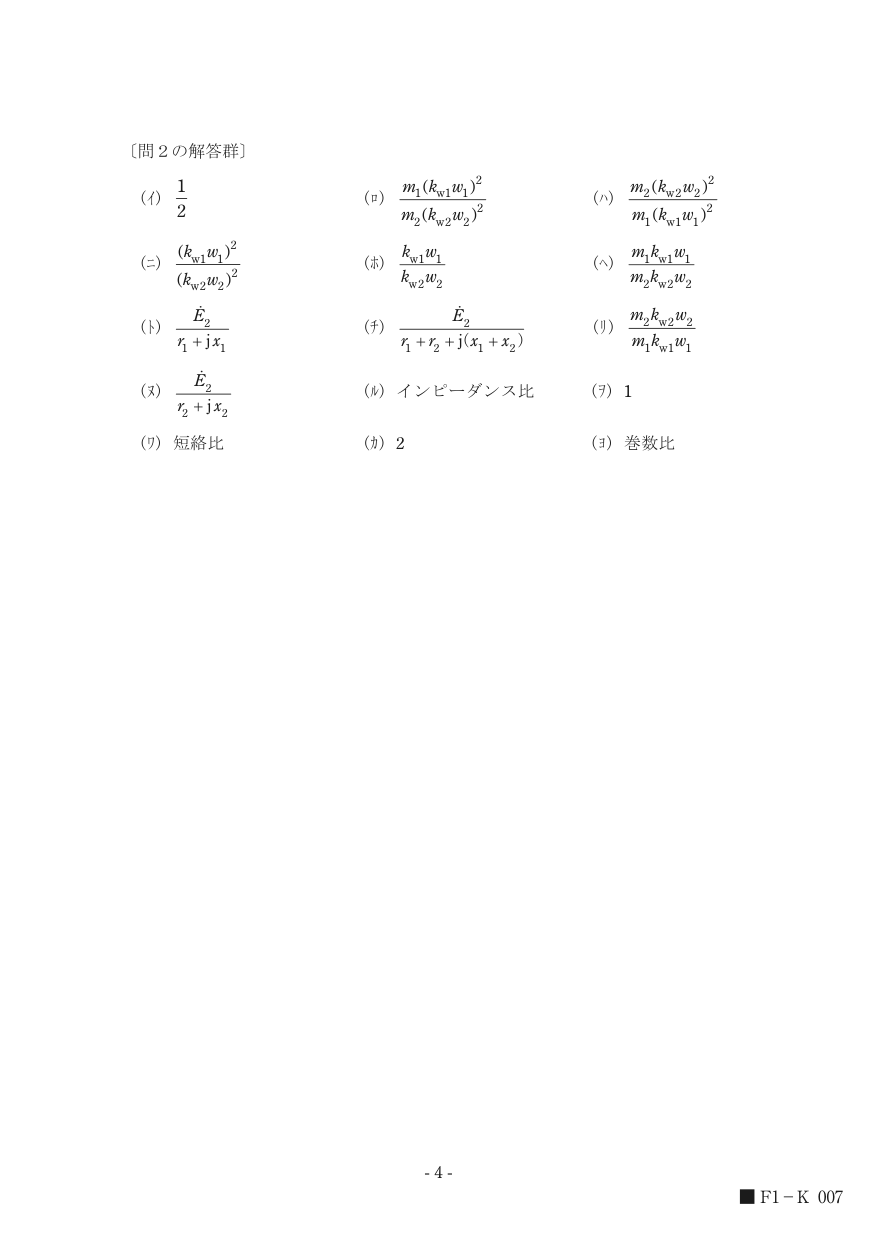 〔問２の解答群〕
(ｲ) 1/2 (ﾛ) m₁(k_w1 w₁)²/m₂(k_w2 w₂)² (ﾊ) m₂(k_w2 w₂)²/m₁(k_w1 w₁)²
(ﾆ) (k_w1 w₁)²/(k_w2 w₂)² (ﾎ) k_w1 w₁/k_w2 w₂ (ﾍ) m₁k_w1 w₁/m₂k_w2 w₂
(ﾄ) Ė₂/r₁ + jx₁ (ﾁ) Ė₂/r₁ + r₂ + j(x₁ + x₂) (ﾘ) m₂k_w2 w₂/m₁k_w1 w₁
(ﾇ) Ė₂/r₂ + jx₂ (ﾙ) インピーダンス比 (ｦ) 1
(ﾜ) 短絡比 (ｶ) 2 (ﾖ) 巻数比
- 4 -
■ F1－K 007